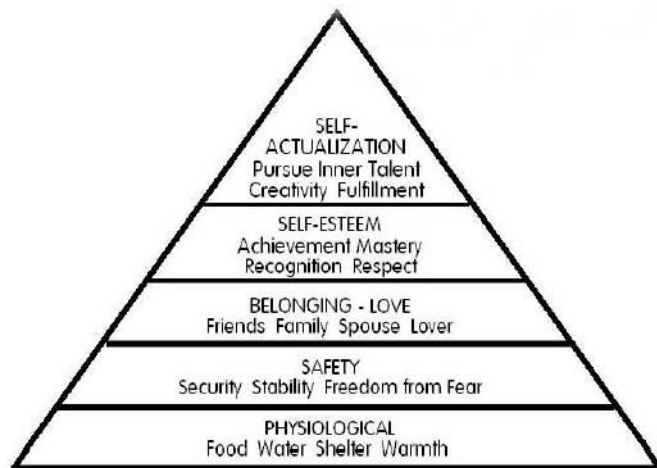 SELF-
ACTUALIZATION
Pursue Inner Talent
Creativity Fulfillment
SELF-ESTEEM
Achievement Mastery
Recognition Respect
BELONGING - LOVE
Friends Family Spouse Lover
SAFETY
Security Stability Freedom from Fear
PHYSIOLOGICAL
Food Water Shelter Warmth